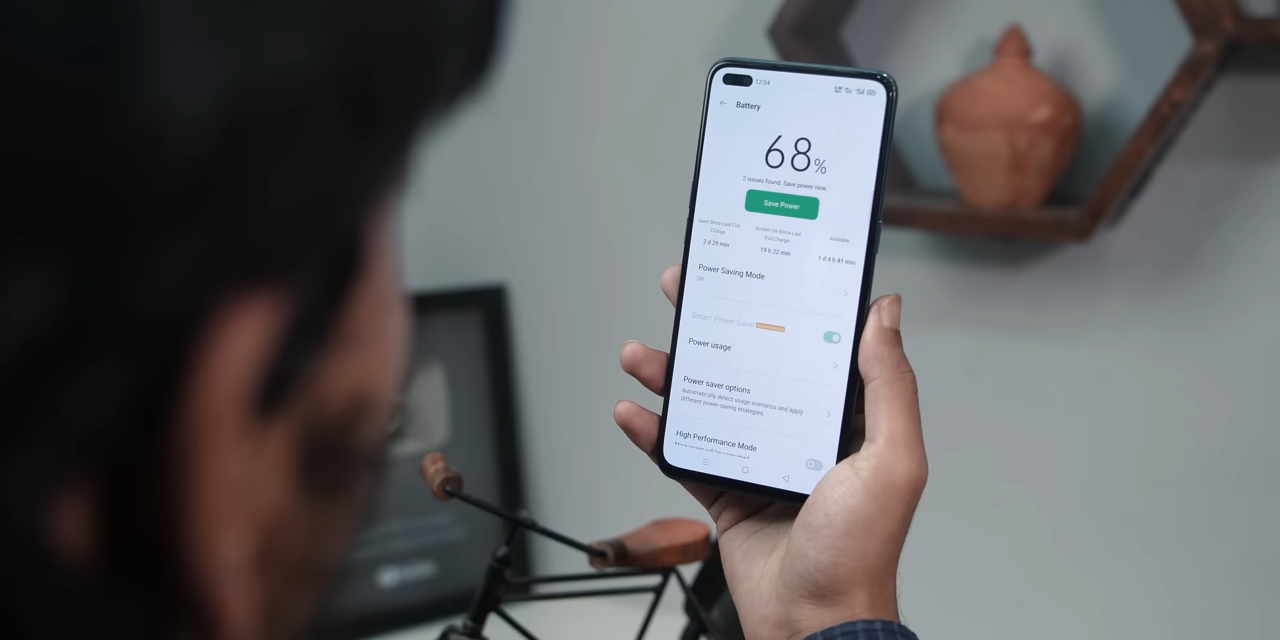 12:54
Battery
68%
2 issues found. Save power now.
Save Power
Used Since Last Full
Charge
2 d 29 min
Screen On Since Last
Full Charge
19 h 22 min
Available
1 d 4 h 41 min
Power Saving Mode
On
Smart Power Saver
Power usage
Power saver options
Automatically detect usage scenarios and apply
different power-saving strategies.
High Performance Mode